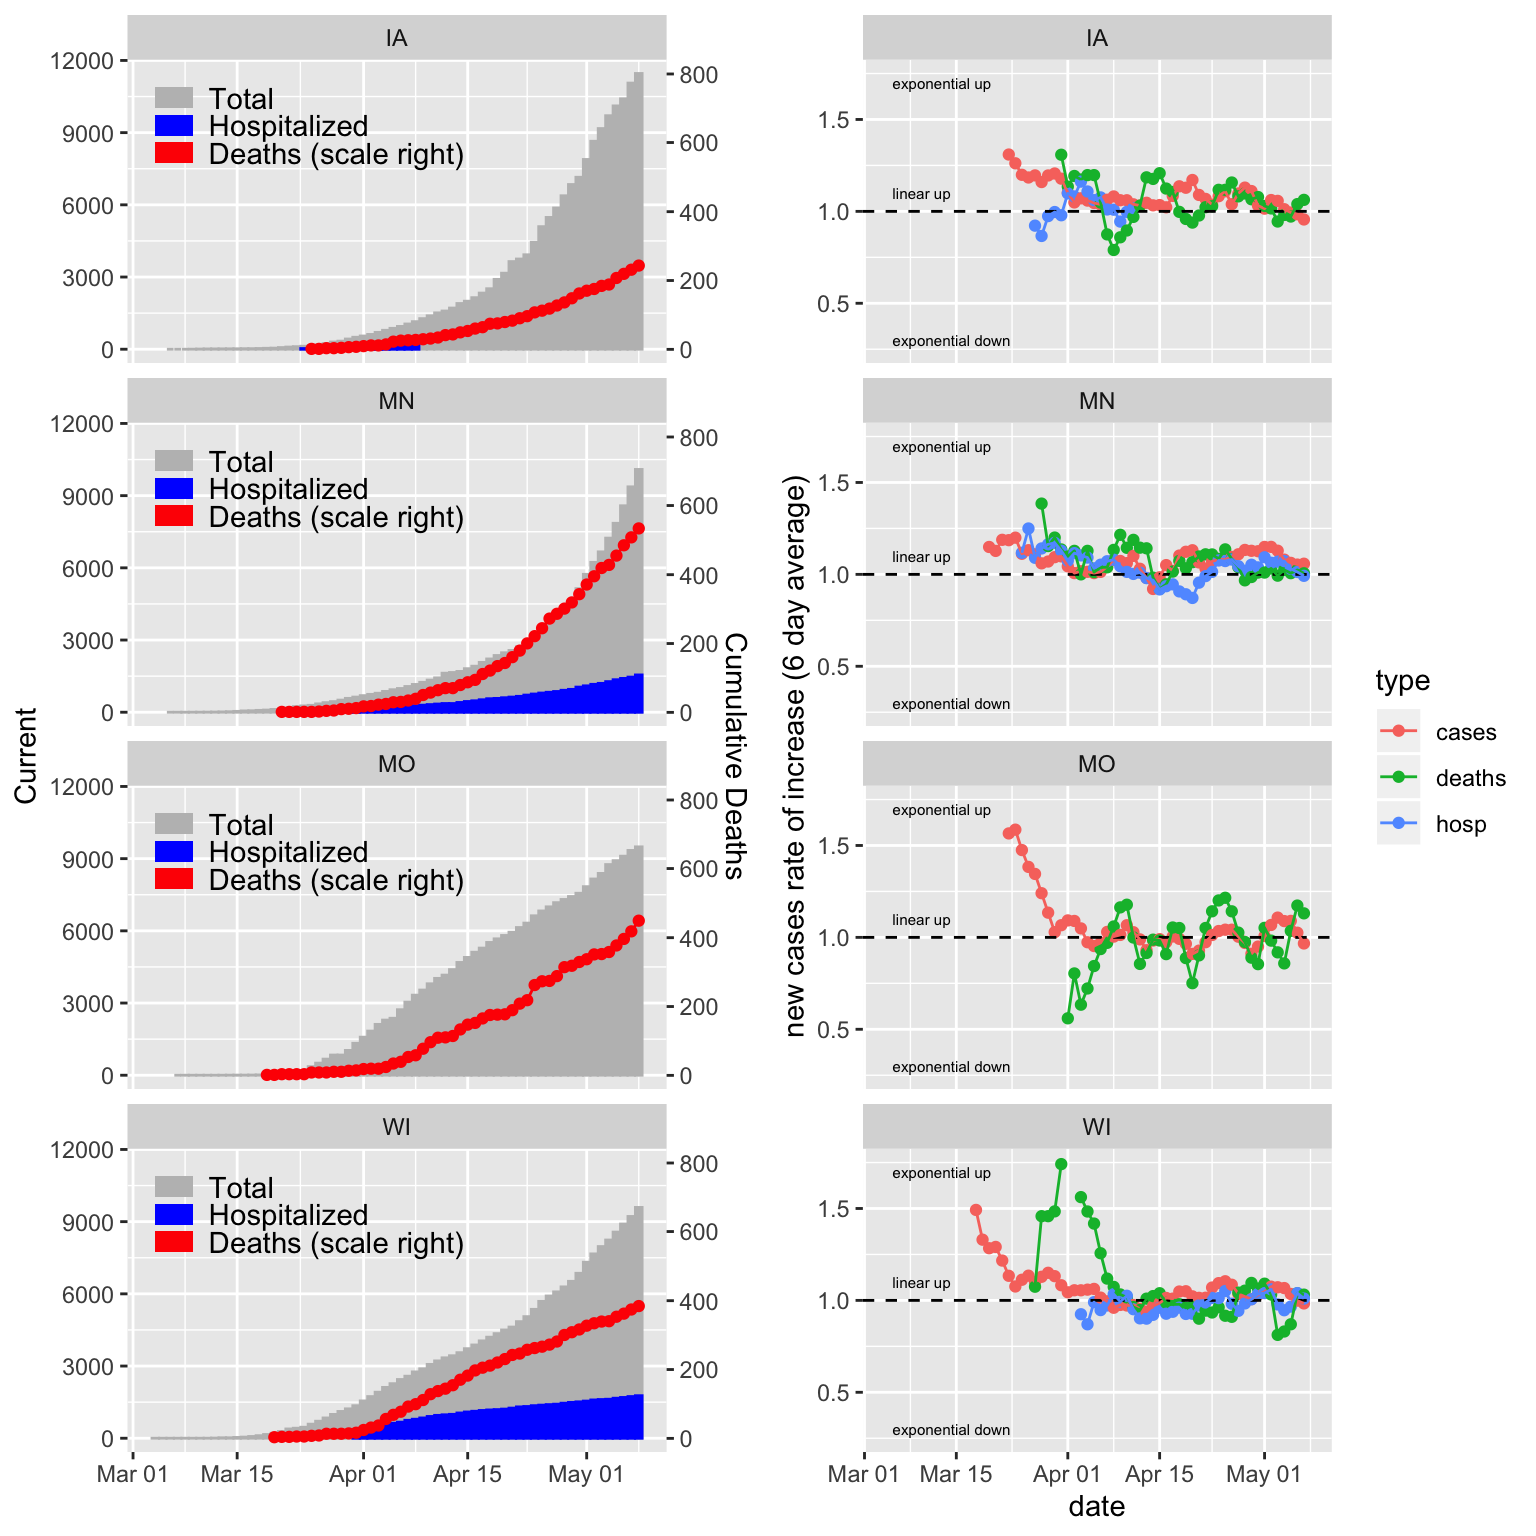 IA
12000
9000
6000
3000
0
800
600
400
200
0
Total
Hospitalized
Deaths (scale right)
MN
12000
9000
6000
3000
0
800
600
400
200
0
Total
Hospitalized
Deaths (scale right)
MO
12000
9000
6000
3000
0
800
600
400
200
0
Total
Hospitalized
Deaths (scale right)
WI
12000
9000
6000
3000
0
800
600
400
200
0
Total
Hospitalized
Deaths (scale right)
Mar 01 Mar 15 Apr 01 Apr 15 May 01
Current
Cumulative Deaths
IA
1.5
1.0
0.5
exponential up
linear up
exponential down
MN
1.5
1.0
0.5
exponential up
linear up
exponential down
MO
1.5
1.0
0.5
exponential up
linear up
exponential down
WI
1.5
1.0
0.5
exponential up
linear up
exponential down
Mar 01 Mar 15 Apr 01 Apr 15 May 01
date
new cases rate of increase (6 day average)
type
cases
deaths
hosp